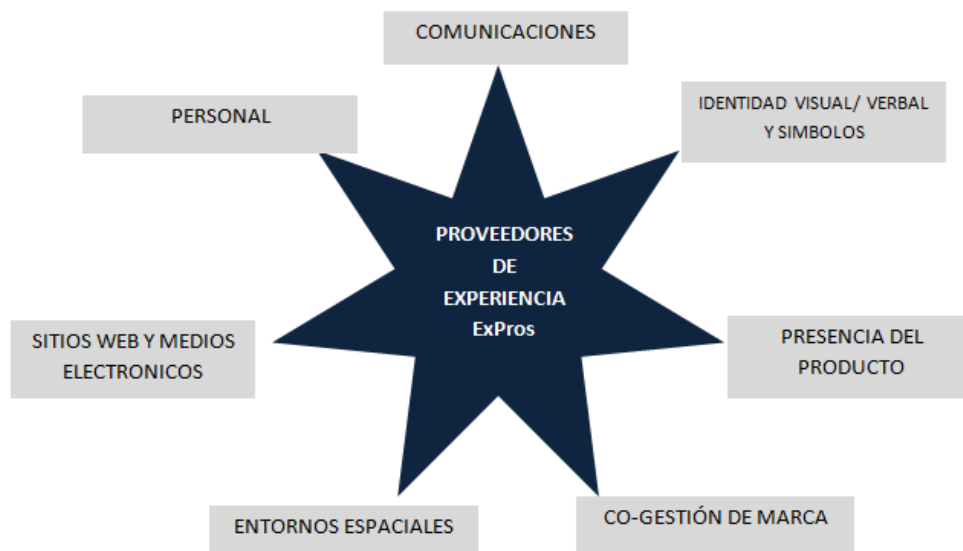 COMUNICACIONES
PERSONAL
IDENTIDAD VISUAL/ VERBAL
Y SIMBOLOS
PROVEEDORES
DE
EXPERIENCIA
ExPros
SITIOS WEB Y MEDIOS
ELECTRONICOS
PRESENCIA DEL
PRODUCTO
ENTORNOS ESPACIALES
CO-GESTIÓN DE MARCA